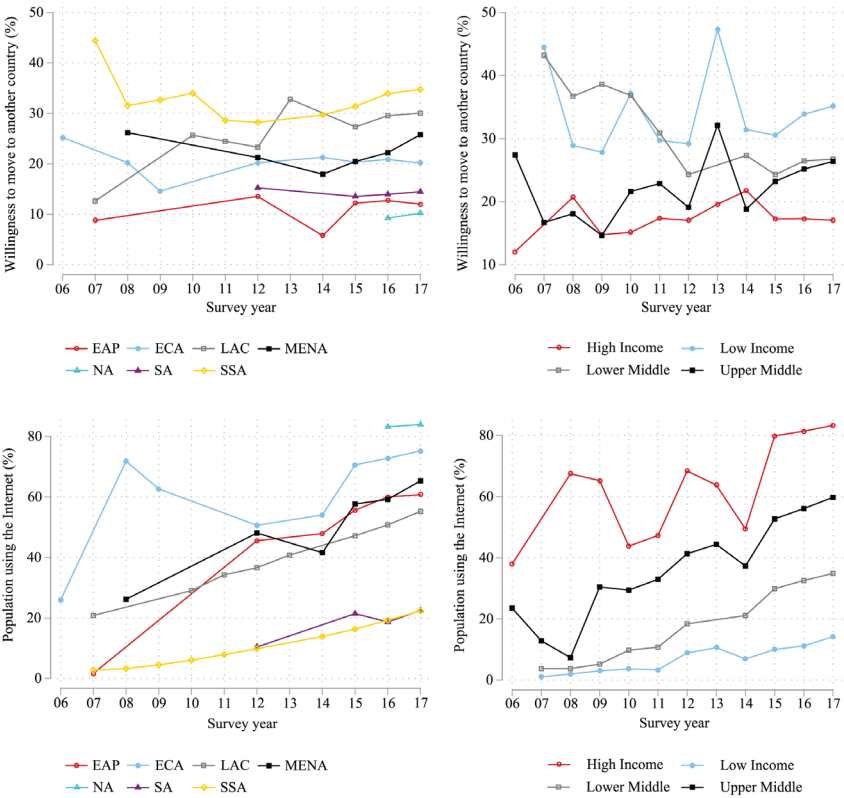 Willingness to move to another country (%)
50
40
30
20
10
0
06 07 08 09 10 11 12 13 14 15 16 17
Survey year
EAP ECA LAC MENA
NA SA SSA
Willingness to move to another country (%)
50
40
30
20
10
06 07 08 09 10 11 12 13 14 15 16 17
Survey year
High Income Low Income
Lower Middle Upper Middle
Population using the Internet (%)
80
60
40
20
0
06 07 08 09 10 11 12 13 14 15 16 17
Survey year
EAP ECA LAC MENA
NA SA SSA
Population using the Internet (%)
80
60
40
20
0
06 07 08 09 10 11 12 13 14 15 16 17
Survey year
High Income Low Income
Lower Middle Upper Middle